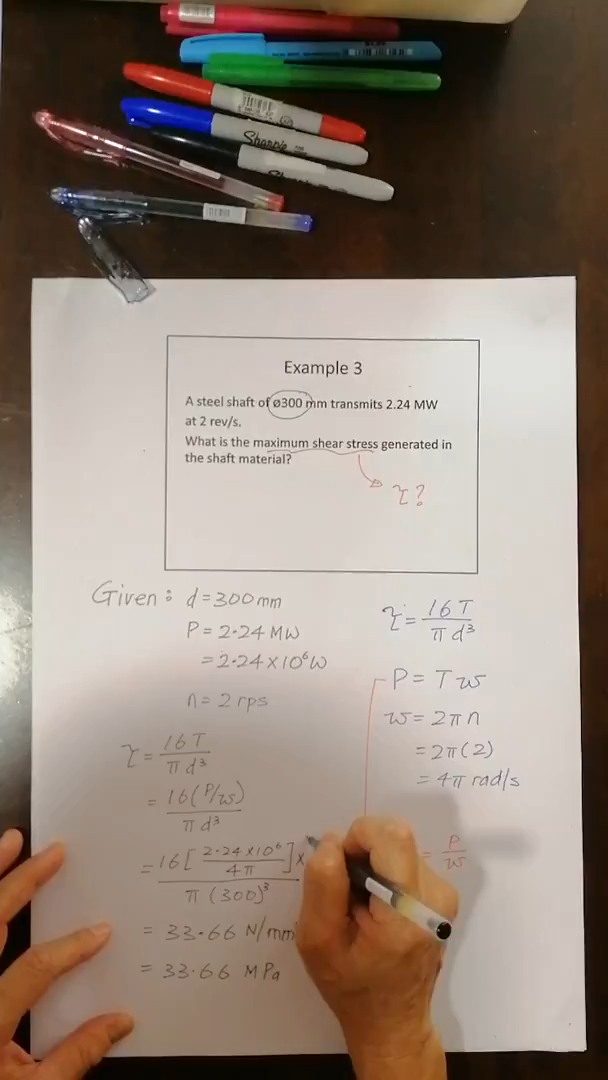 Sharpie
Example 3
A steel shaft of ø300 mm transmits 2.24 MW
at 2 rev/s.
What is the maximum shear stress generated in
the shaft material?
τ?
Given: d = 300mm
P = 2.24 MW
= 2.24 × 10⁶ W
n = 2 rps
τ = 16T / πd³
= 16(P/ω) / πd³
= 16[2.24×10⁶ / 4π]× / π(300)³
= 33.66 N/mm
= 33.66 MPa
τ = 16T / πd³
P = Tω
ω = 2πn
= 2π(2)
= 4π rad/s
= P/ω